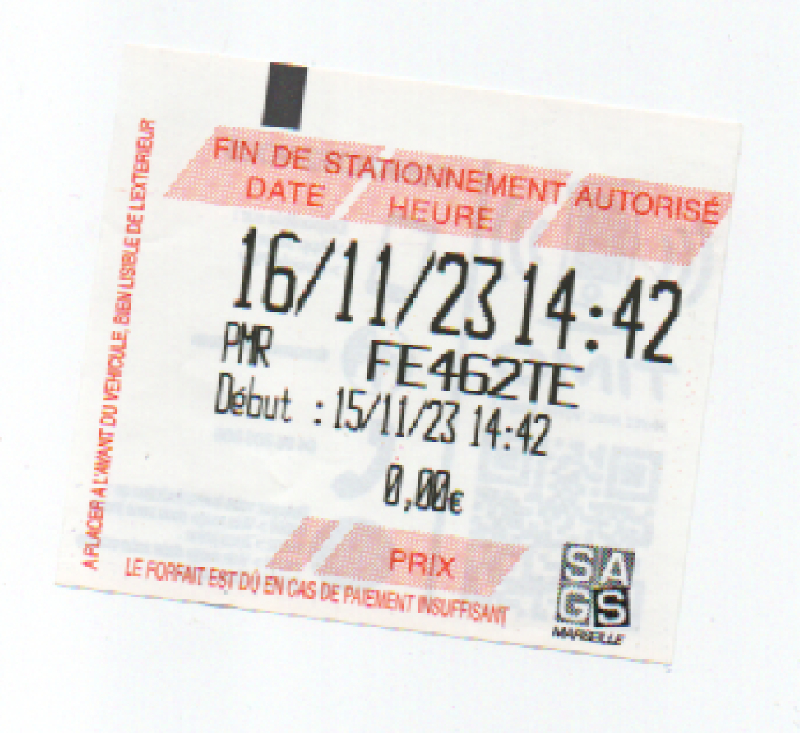 FIN DE STATIONNEMENT AUTORISÉ
DATE HEURE
16/11/23 14:42
PMR FE462TE
Début : 15/11/23 14:42
0,00€
PRIX
LE FORFAIT EST DÛ EN CAS DE PAIEMENT INSUFFISANT
A PLACER A L'AVANT DU VEHICULE, BIEN LISIBLE DE L'EXTERIEUR
SA
GS
MARSEILLE